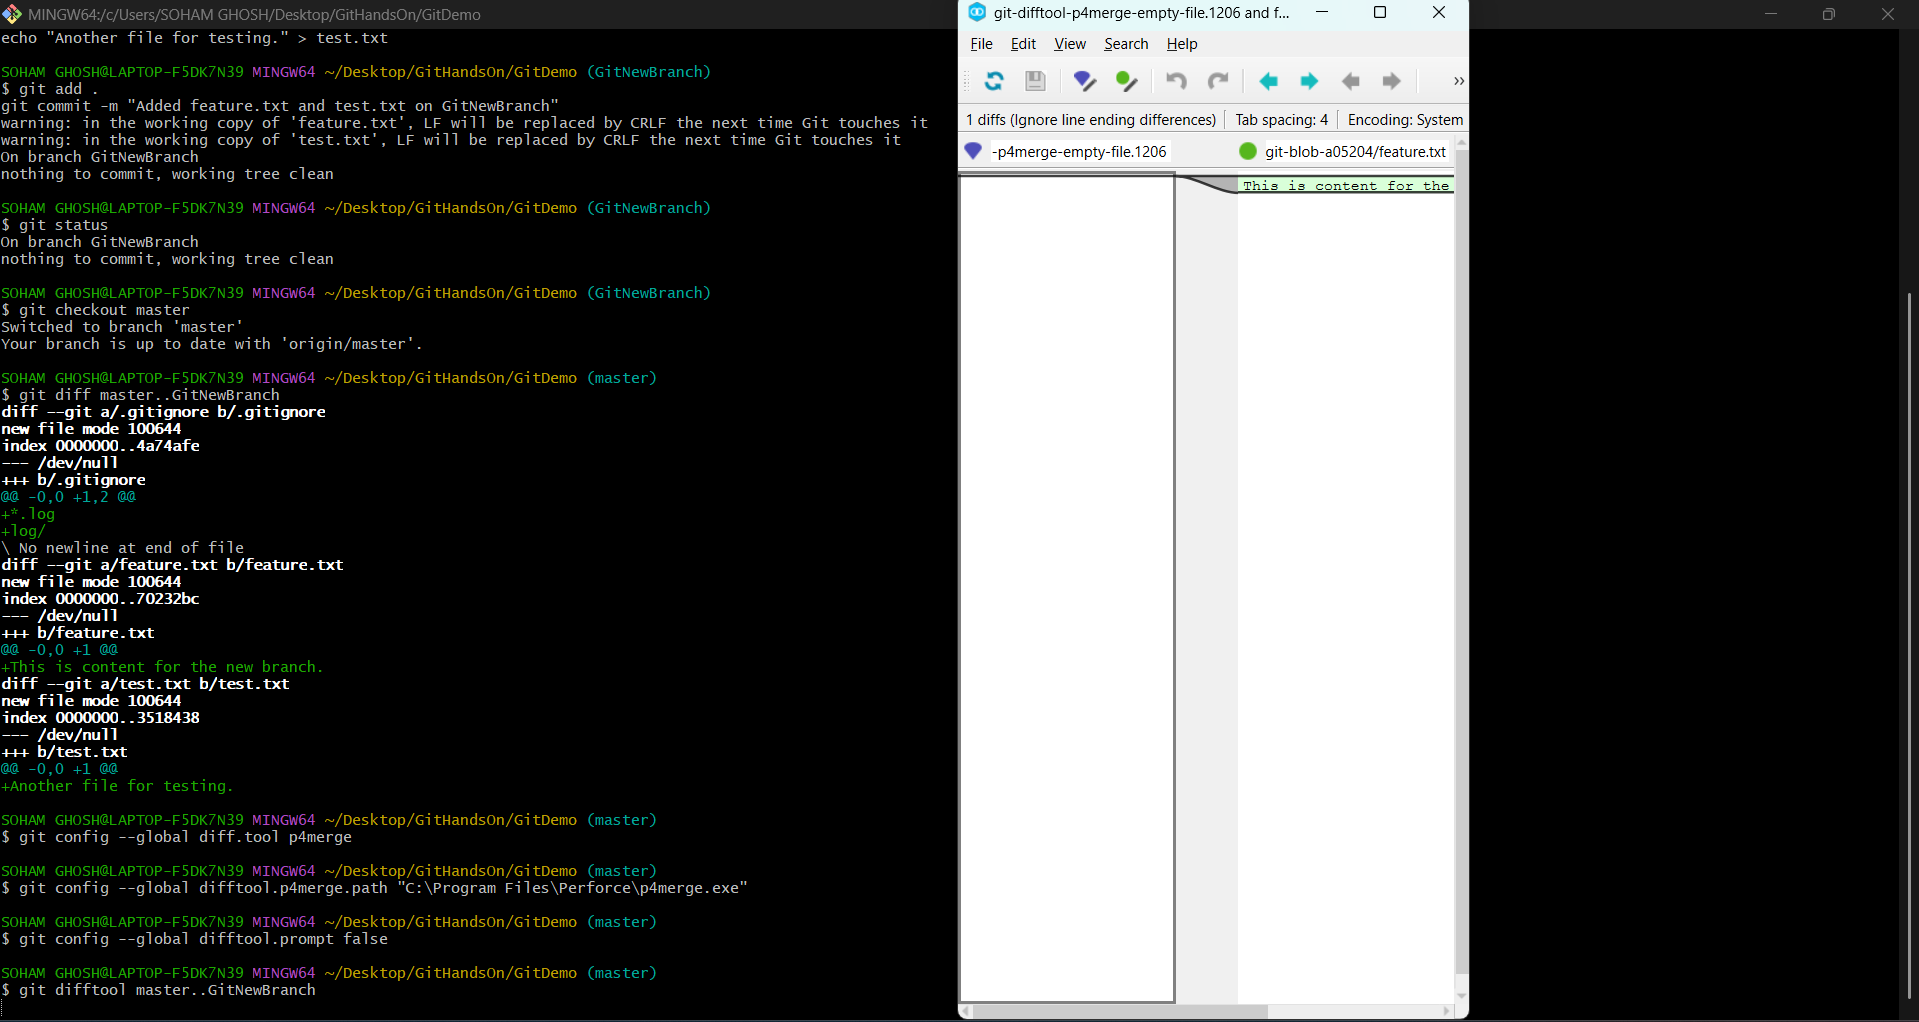 MINGW64:/c/Users/SOHAM GHOSH/Desktop/GitHandsOn/GitDemo
echo "Another file for testing." > test.txt
SOHAM GHOSH@LAPTOP-F5DK7N39 MINGW64 ~/Desktop/GitHandsOn/GitDemo (GitNewBranch)
$ git add .
git commit -m "Added feature.txt and test.txt on GitNewBranch"
warning: in the working copy of 'feature.txt', LF will be replaced by CRLF the next time Git touches it
warning: in the working copy of 'test.txt', LF will be replaced by CRLF the next time Git touches it
On branch GitNewBranch
nothing to commit, working tree clean
SOHAM GHOSH@LAPTOP-F5DK7N39 MINGW64 ~/Desktop/GitHandsOn/GitDemo (GitNewBranch)
$ git status
On branch GitNewBranch
nothing to commit, working tree clean
SOHAM GHOSH@LAPTOP-F5DK7N39 MINGW64 ~/Desktop/GitHandsOn/GitDemo (GitNewBranch)
$ git checkout master
Switched to branch 'master'
Your branch is up to date with 'origin/master'.
SOHAM GHOSH@LAPTOP-F5DK7N39 MINGW64 ~/Desktop/GitHandsOn/GitDemo (master)
$ git diff master..GitNewBranch
diff --git a/.gitignore b/.gitignore
new file mode 100644
index 0000000..4a74afe
--- /dev/null
+++ b/.gitignore
@@ -0,0 +1,2 @@
+*.log
+log/
\ No newline at end of file
diff --git a/feature.txt b/feature.txt
new file mode 100644
index 0000000..70232bc
--- /dev/null
+++ b/feature.txt
@@ -0,0 +1 @@
+This is content for the new branch.
diff --git a/test.txt b/test.txt
new file mode 100644
index 0000000..3518438
--- /dev/null
+++ b/test.txt
@@ -0,0 +1 @@
+Another file for testing.
SOHAM GHOSH@LAPTOP-F5DK7N39 MINGW64 ~/Desktop/GitHandsOn/GitDemo (master)
$ git config --global diff.tool p4merge
SOHAM GHOSH@LAPTOP-F5DK7N39 MINGW64 ~/Desktop/GitHandsOn/GitDemo (master)
$ git config --global difftool.p4merge.path "C:\Program Files\Perforce\p4merge.exe"
SOHAM GHOSH@LAPTOP-F5DK7N39 MINGW64 ~/Desktop/GitHandsOn/GitDemo (master)
$ git config --global difftool.prompt false
SOHAM GHOSH@LAPTOP-F5DK7N39 MINGW64 ~/Desktop/GitHandsOn/GitDemo (master)
$ git difftool master..GitNewBranch
git-difftool-p4merge-empty-file.1206 and f...
File Edit View Search Help
»
1 diffs (Ignore line ending differences) Tab spacing: 4 Encoding: System
-p4merge-empty-file.1206 git-blob-a05204/feature.txt
This is content for the